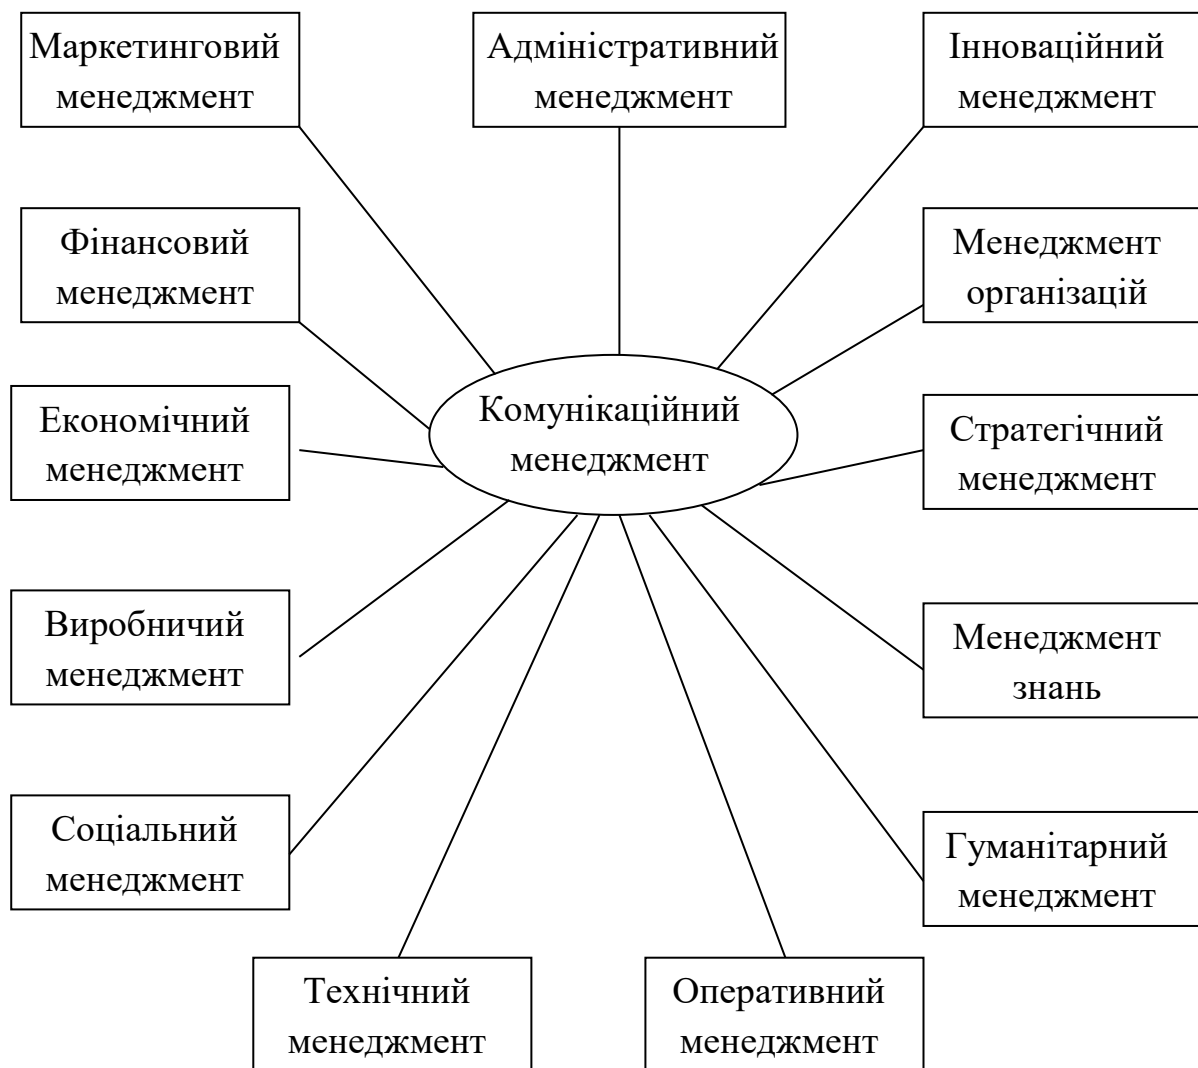 Маркетинговий
менеджмент
Адміністративний
менеджмент
Інноваційний
менеджмент
Фінансовий
менеджмент
Менеджмент
організацій
Економічний
менеджмент
Комунікаційний
менеджмент
Стратегічний
менеджмент
Виробничий
менеджмент
Менеджмент
знань
Соціальний
менеджмент
Гуманітарний
менеджмент
Технічний
менеджмент
Оперативний
менеджмент